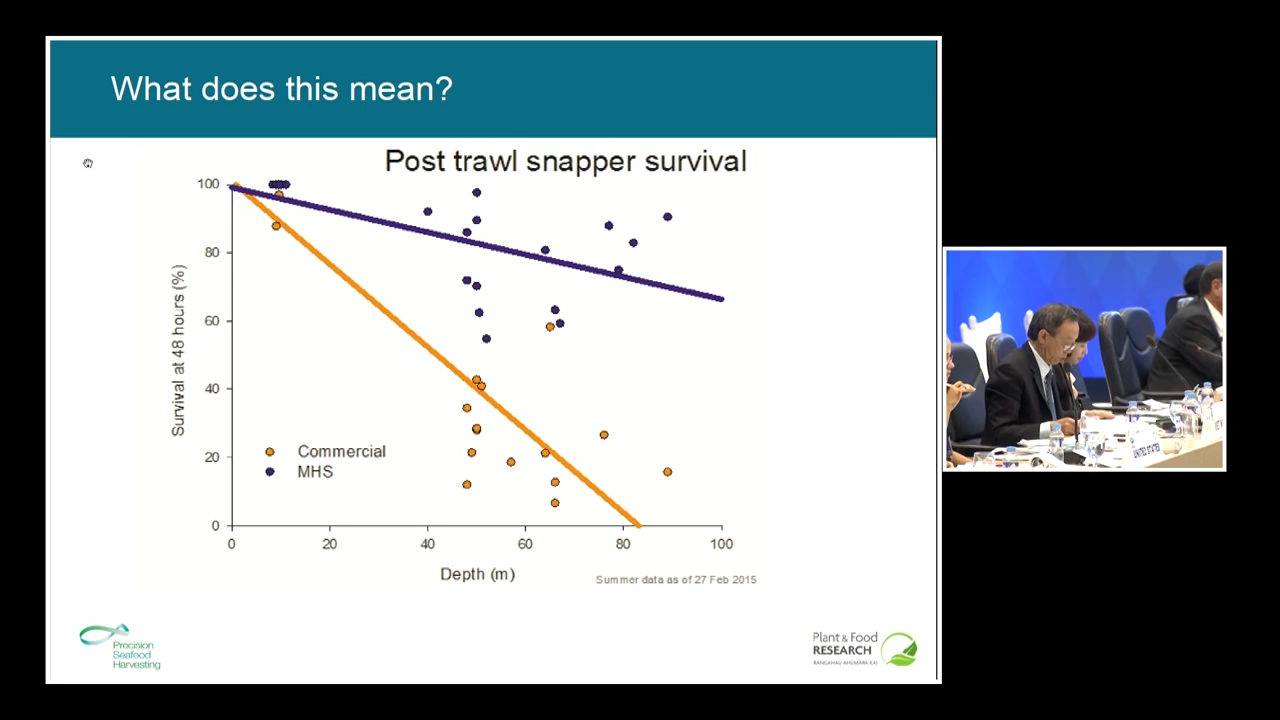 What does this mean?
Post trawl snapper survival
100
80
60
40
20
0
Survival at 48 hours (%)
Commercial
MHS
0 20 40 60 80 100
Depth (m)
Summer data as of 27 Feb 2015
Precision
Seafood
Harvesting
Plant & Food
RESEARCH
RANGAHAU AHUMĀRA KAI
UNITED STATES